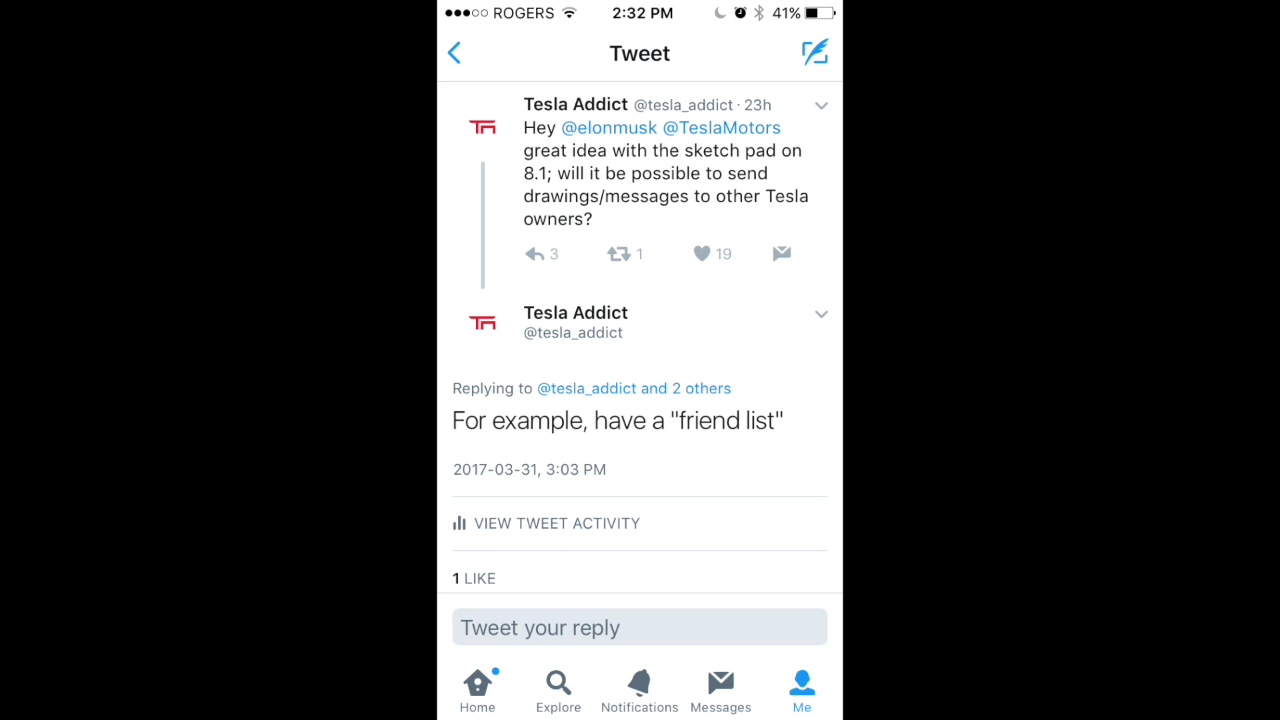 ROGERS 2:32 PM 41%
Tweet
Tesla Addict @tesla_addict · 23h
Hey @elonmusk @TeslaMotors
great idea with the sketch pad on
8.1; will it be possible to send
drawings/messages to other Tesla
owners?
3 1 19
Tesla Addict
@tesla_addict
Replying to @tesla_addict and 2 others
For example, have a "friend list"
2017-03-31, 3:03 PM
VIEW TWEET ACTIVITY
1 LIKE
Tweet your reply
Home Explore Notifications Messages Me